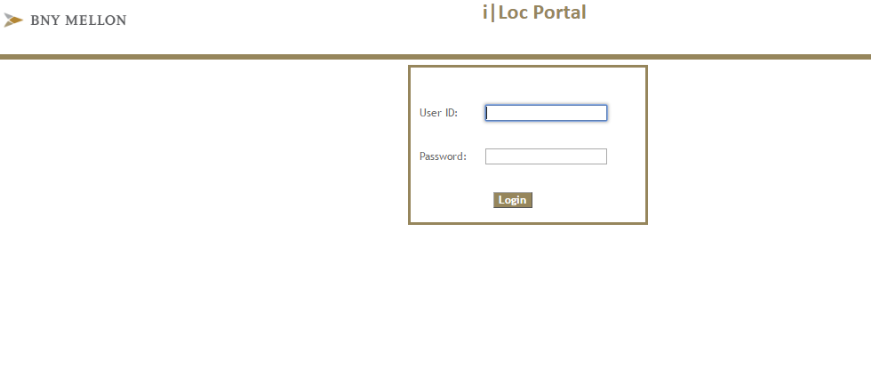 BNY MELLON
i|Loc Portal
User ID:
Password:
Login